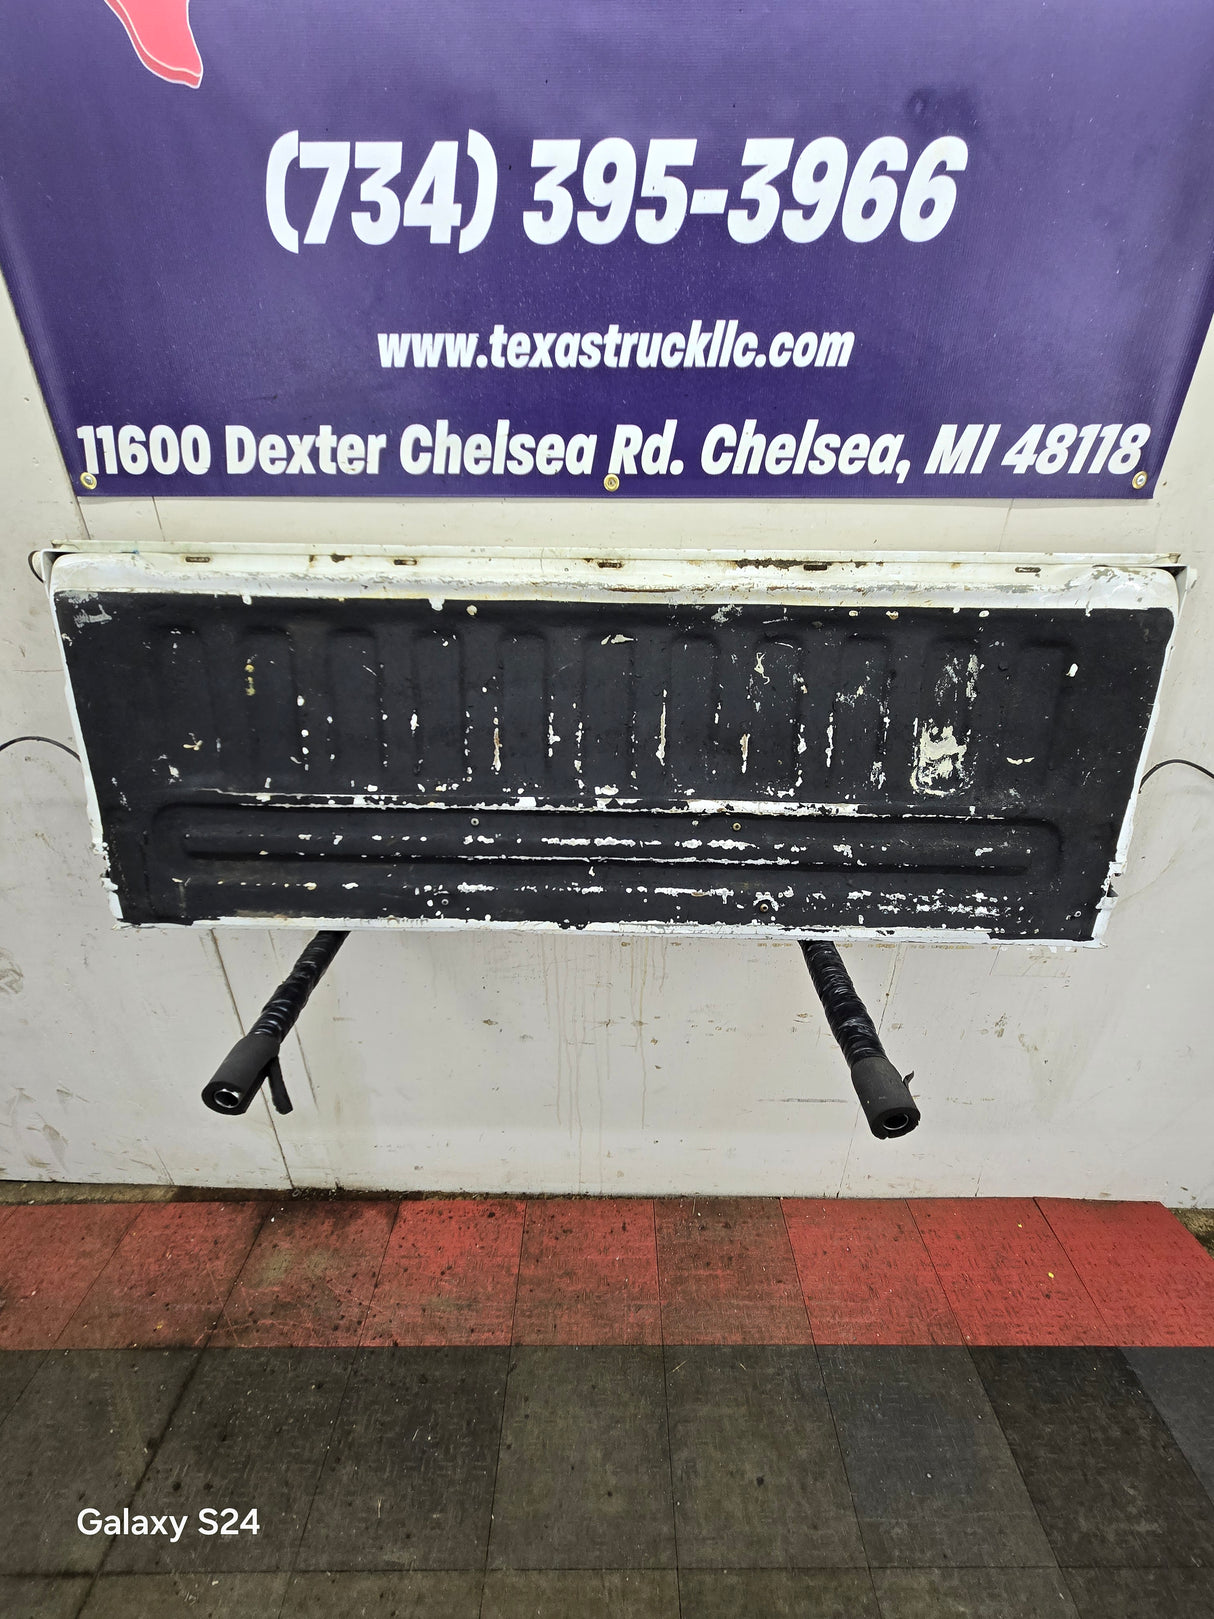 (734) 395-3966
www.texastruckllc.com
11600 Dexter Chelsea Rd. Chelsea, MI 48118
Galaxy S24